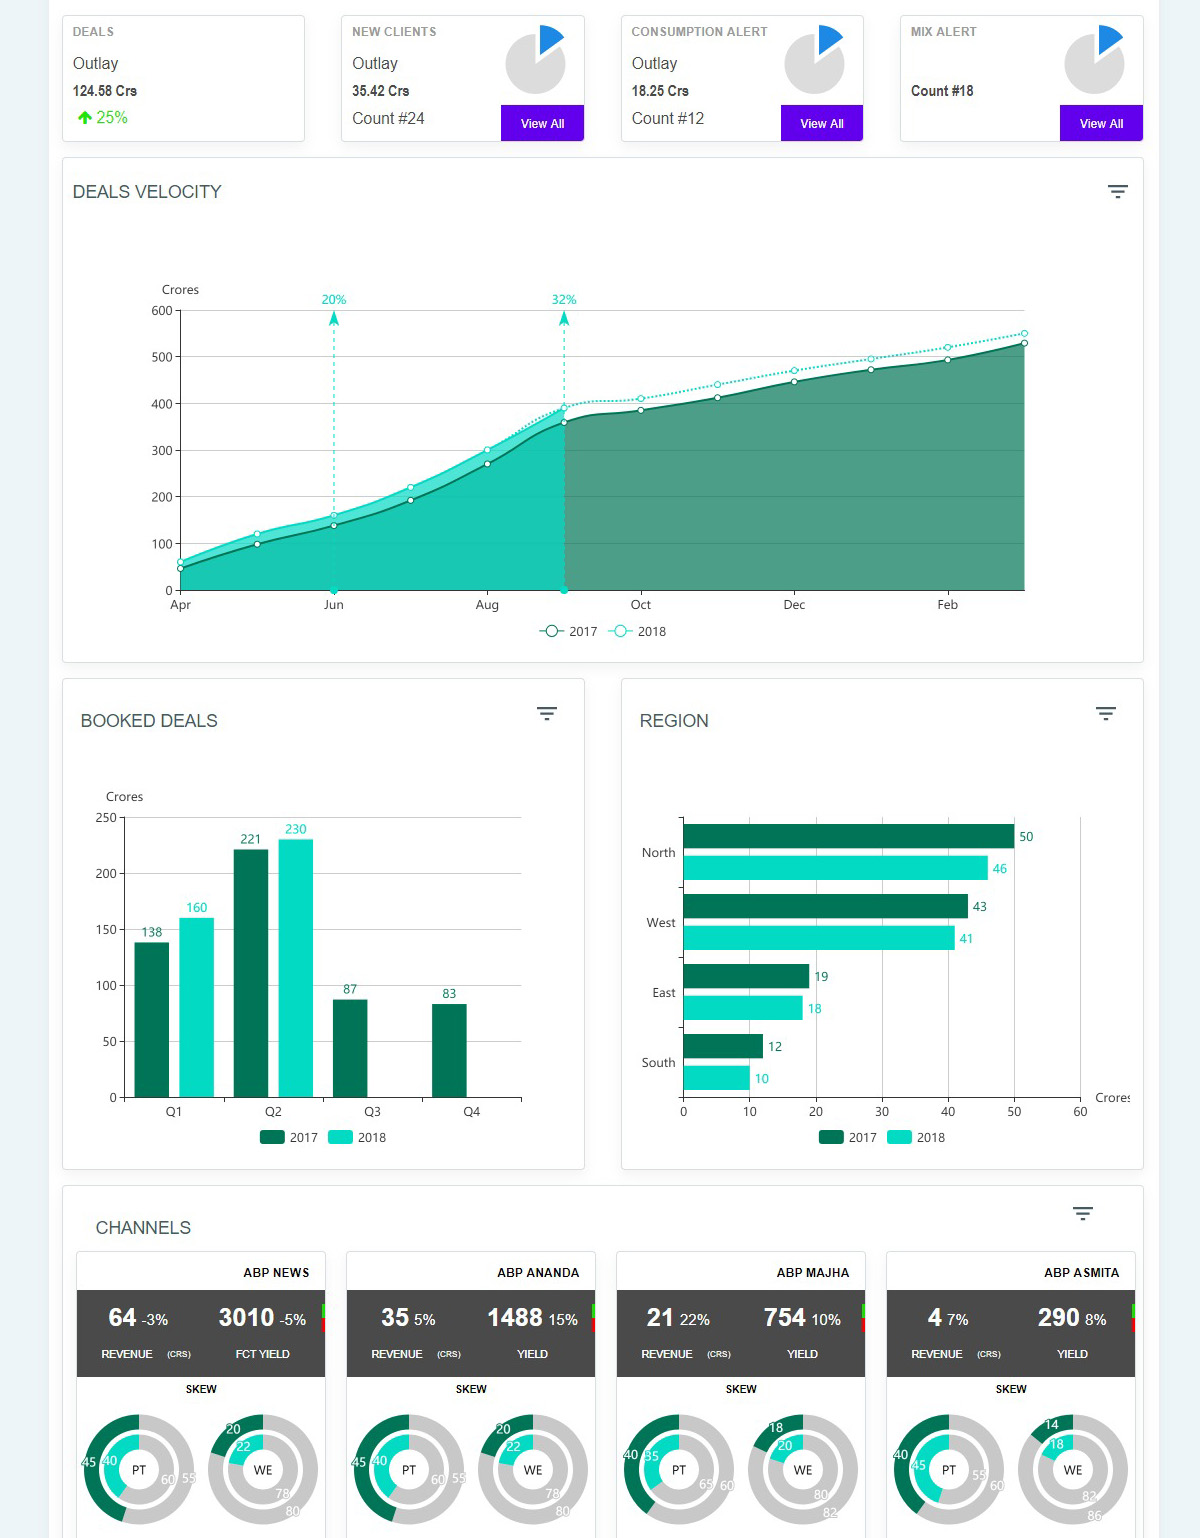 DEALS
Outlay
124.58 Crs
25%
NEW CLIENTS
Outlay
35.42 Crs
Count #24
View All
CONSUMPTION ALERT
Outlay
18.25 Crs
Count #12
View All
MIX ALERT
Count #18
View All
DEALS VELOCITY
Crores
20%
32%
600
500
400
300
200
100
0
Apr Jun Aug Oct Dec Feb
2017 2018
BOOKED DEALS
Crores
250
200
150
100
50
0
138 160 221 230 87 83
Q1 Q2 Q3 Q4
2017 2018
REGION
North 50
46
West 43
41
East 19
18
South 12
10
0 10 20 30 40 50 60
Crores
2017 2018
CHANNELS
ABP NEWS
64 -3% 3010 -5%
REVENUE (CRS) FCT YIELD
SKEW
45 40 PT 60 55
20 22 WE 78 80
ABP ANANDA
35 5% 1488 15%
REVENUE (CRS) YIELD
SKEW
45 40 PT 60 55
20 22 WE 78 80
ABP MAJHA
21 22% 754 10%
REVENUE (CRS) YIELD
SKEW
40 35 PT 65 60
18 20 WE 80 82
ABP ASMITA
4 7% 290 8%
REVENUE (CRS) YIELD
SKEW
40 45 PT 55 60
14 18 WE 82 86